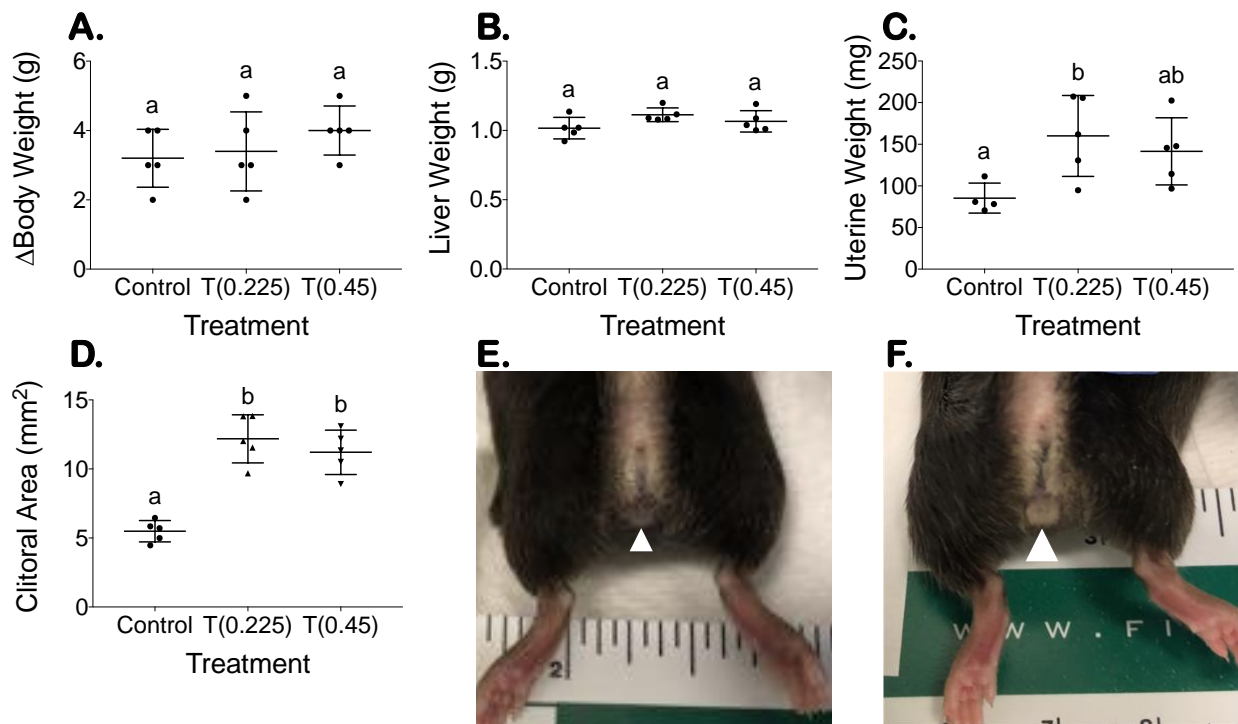 A.
ΔBody Weight (g)
6
4
2
0
a
a
a
Control T(0.225) T(0.45)
Treatment
B.
Liver Weight (g)
1.5
1.0
0.5
0.0
a
a
a
Control T(0.225) T(0.45)
Treatment
C.
Uterine Weight (mg)
250
200
150
100
50
0
a
b
ab
Control T(0.225) T(0.45)
Treatment
D.
Clitoral Area (mm²)
15
10
5
0
a
b
b
Control T(0.225) T(0.45)
Treatment
E.
2
F.
WWW.FI